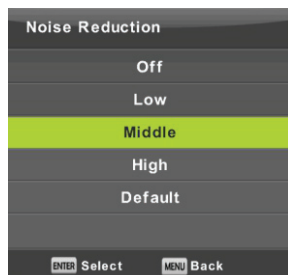 Noise Reduction
Off
Low
Middle
High
Default
ENTER Select MENU Back